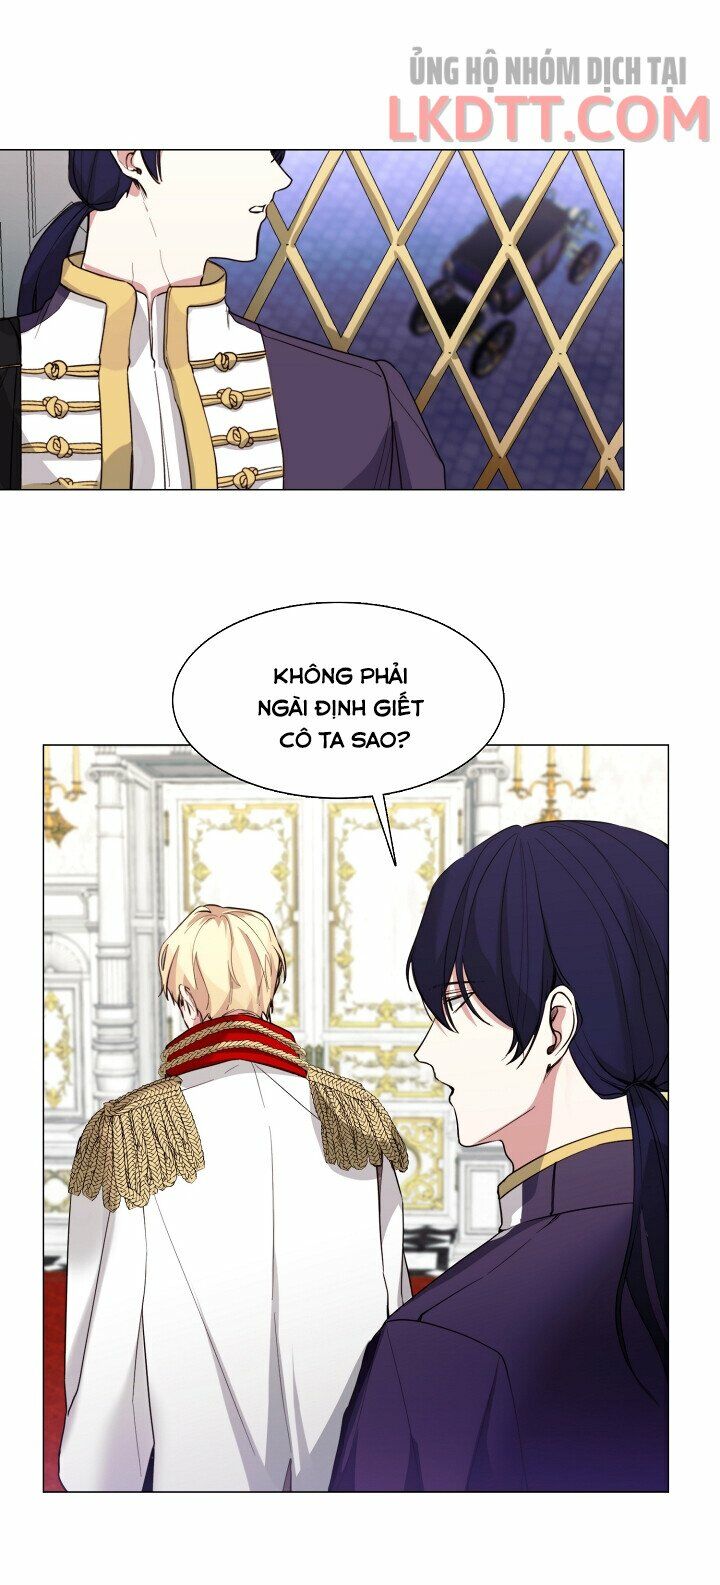 ỦNG HỘ NHÓM DỊCH TẠI
LKDTT.COM
KHÔNG PHẢI
NGÀI ĐỊNH GIẾT
CÔ TA SAO?